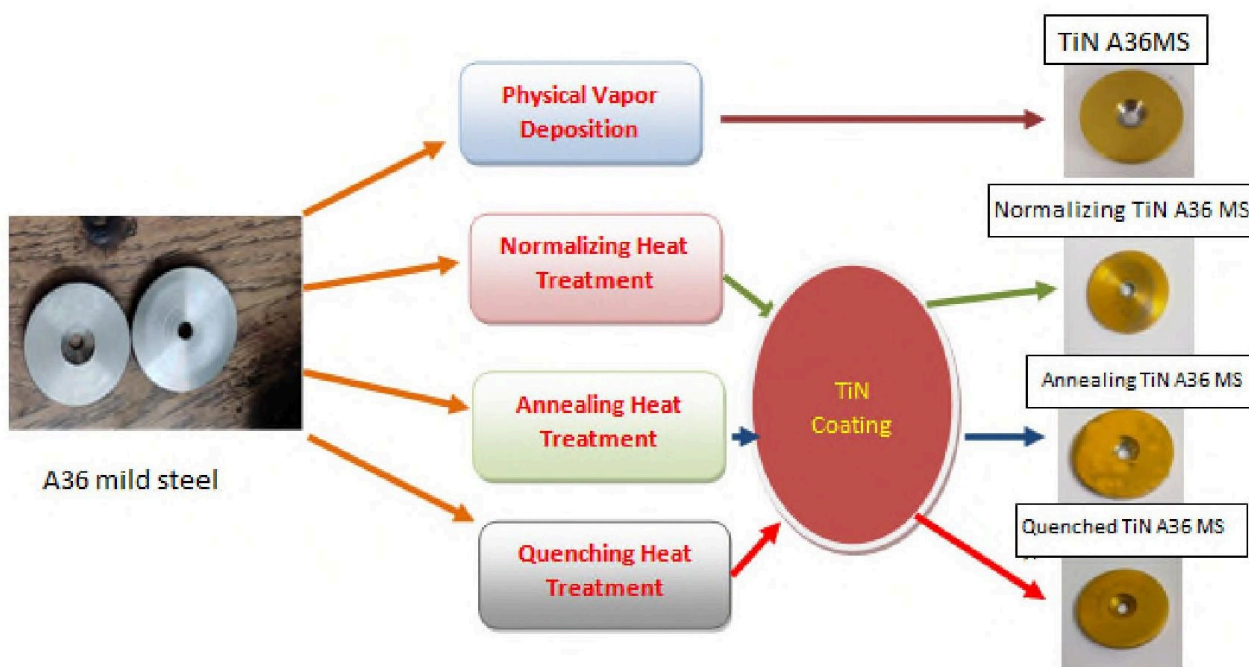 TiN A36MS
Physical Vapor
Deposition
Normalizing TiN A36 MS
Normalizing Heat
Treatment
Annealing TiN A36 MS
Annealing Heat
Treatment
TiN
Coating
A36 mild steel
Quenched TiN A36 MS
Quenching Heat
Treatment